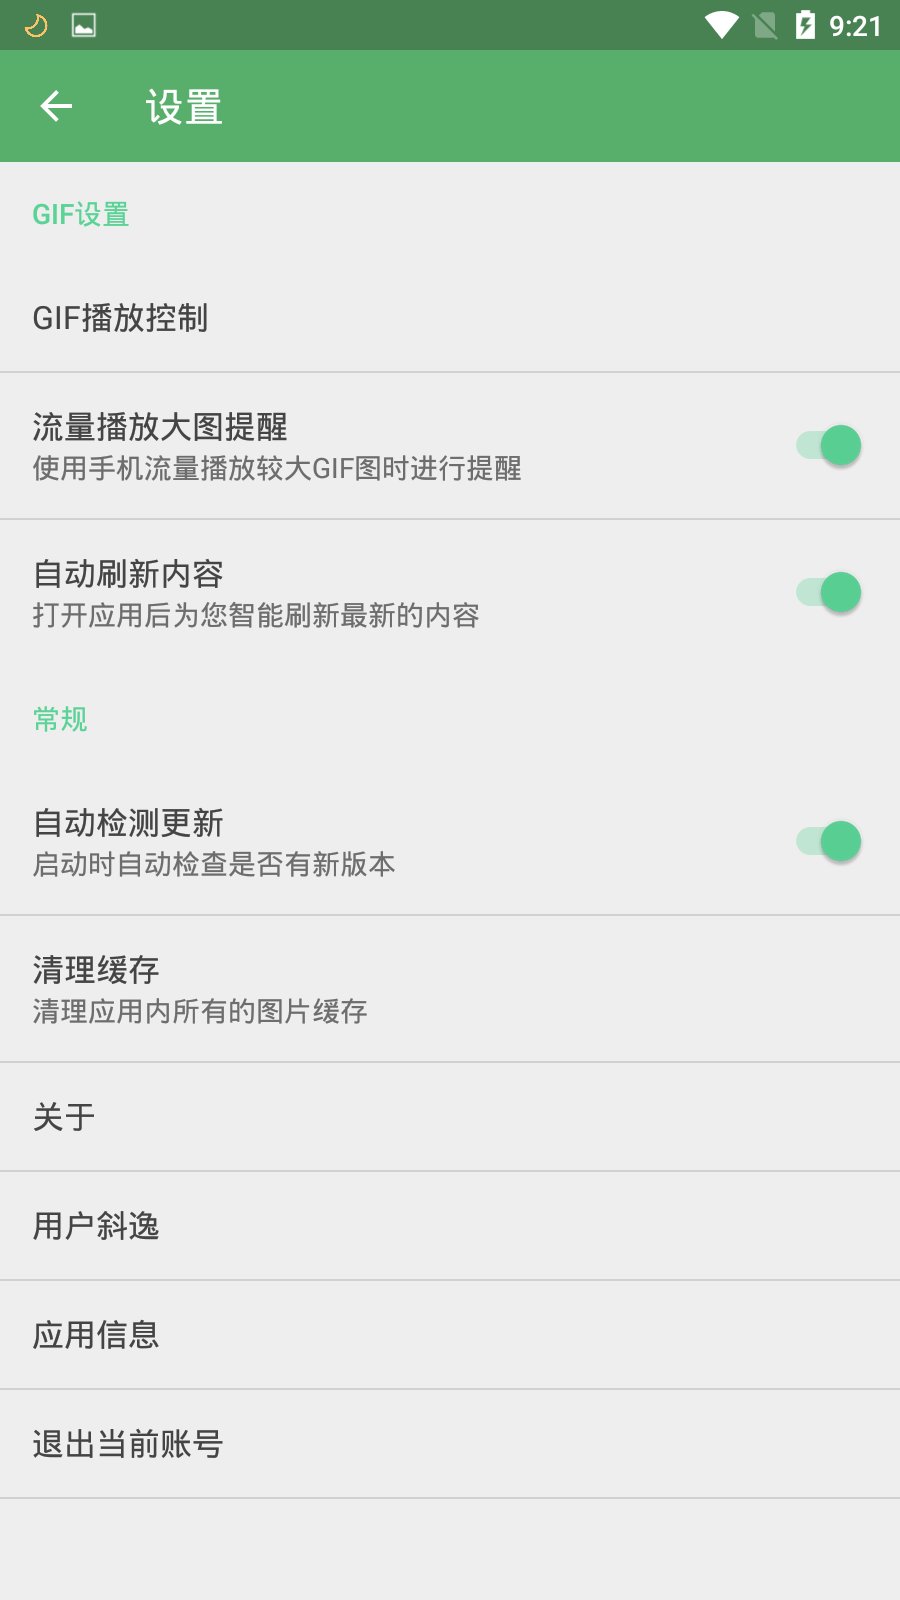 9:21
设置
GIF设置
GIF播放控制
流量播放大图提醒
使用手机流量播放较大GIF图时进行提醒
自动刷新内容
打开应用后为您智能刷新最新的内容
常规
自动检测更新
启动时自动检查是否有新版本
清理缓存
清理应用内所有的图片缓存
关于
用户斜逸
应用信息
退出当前账号